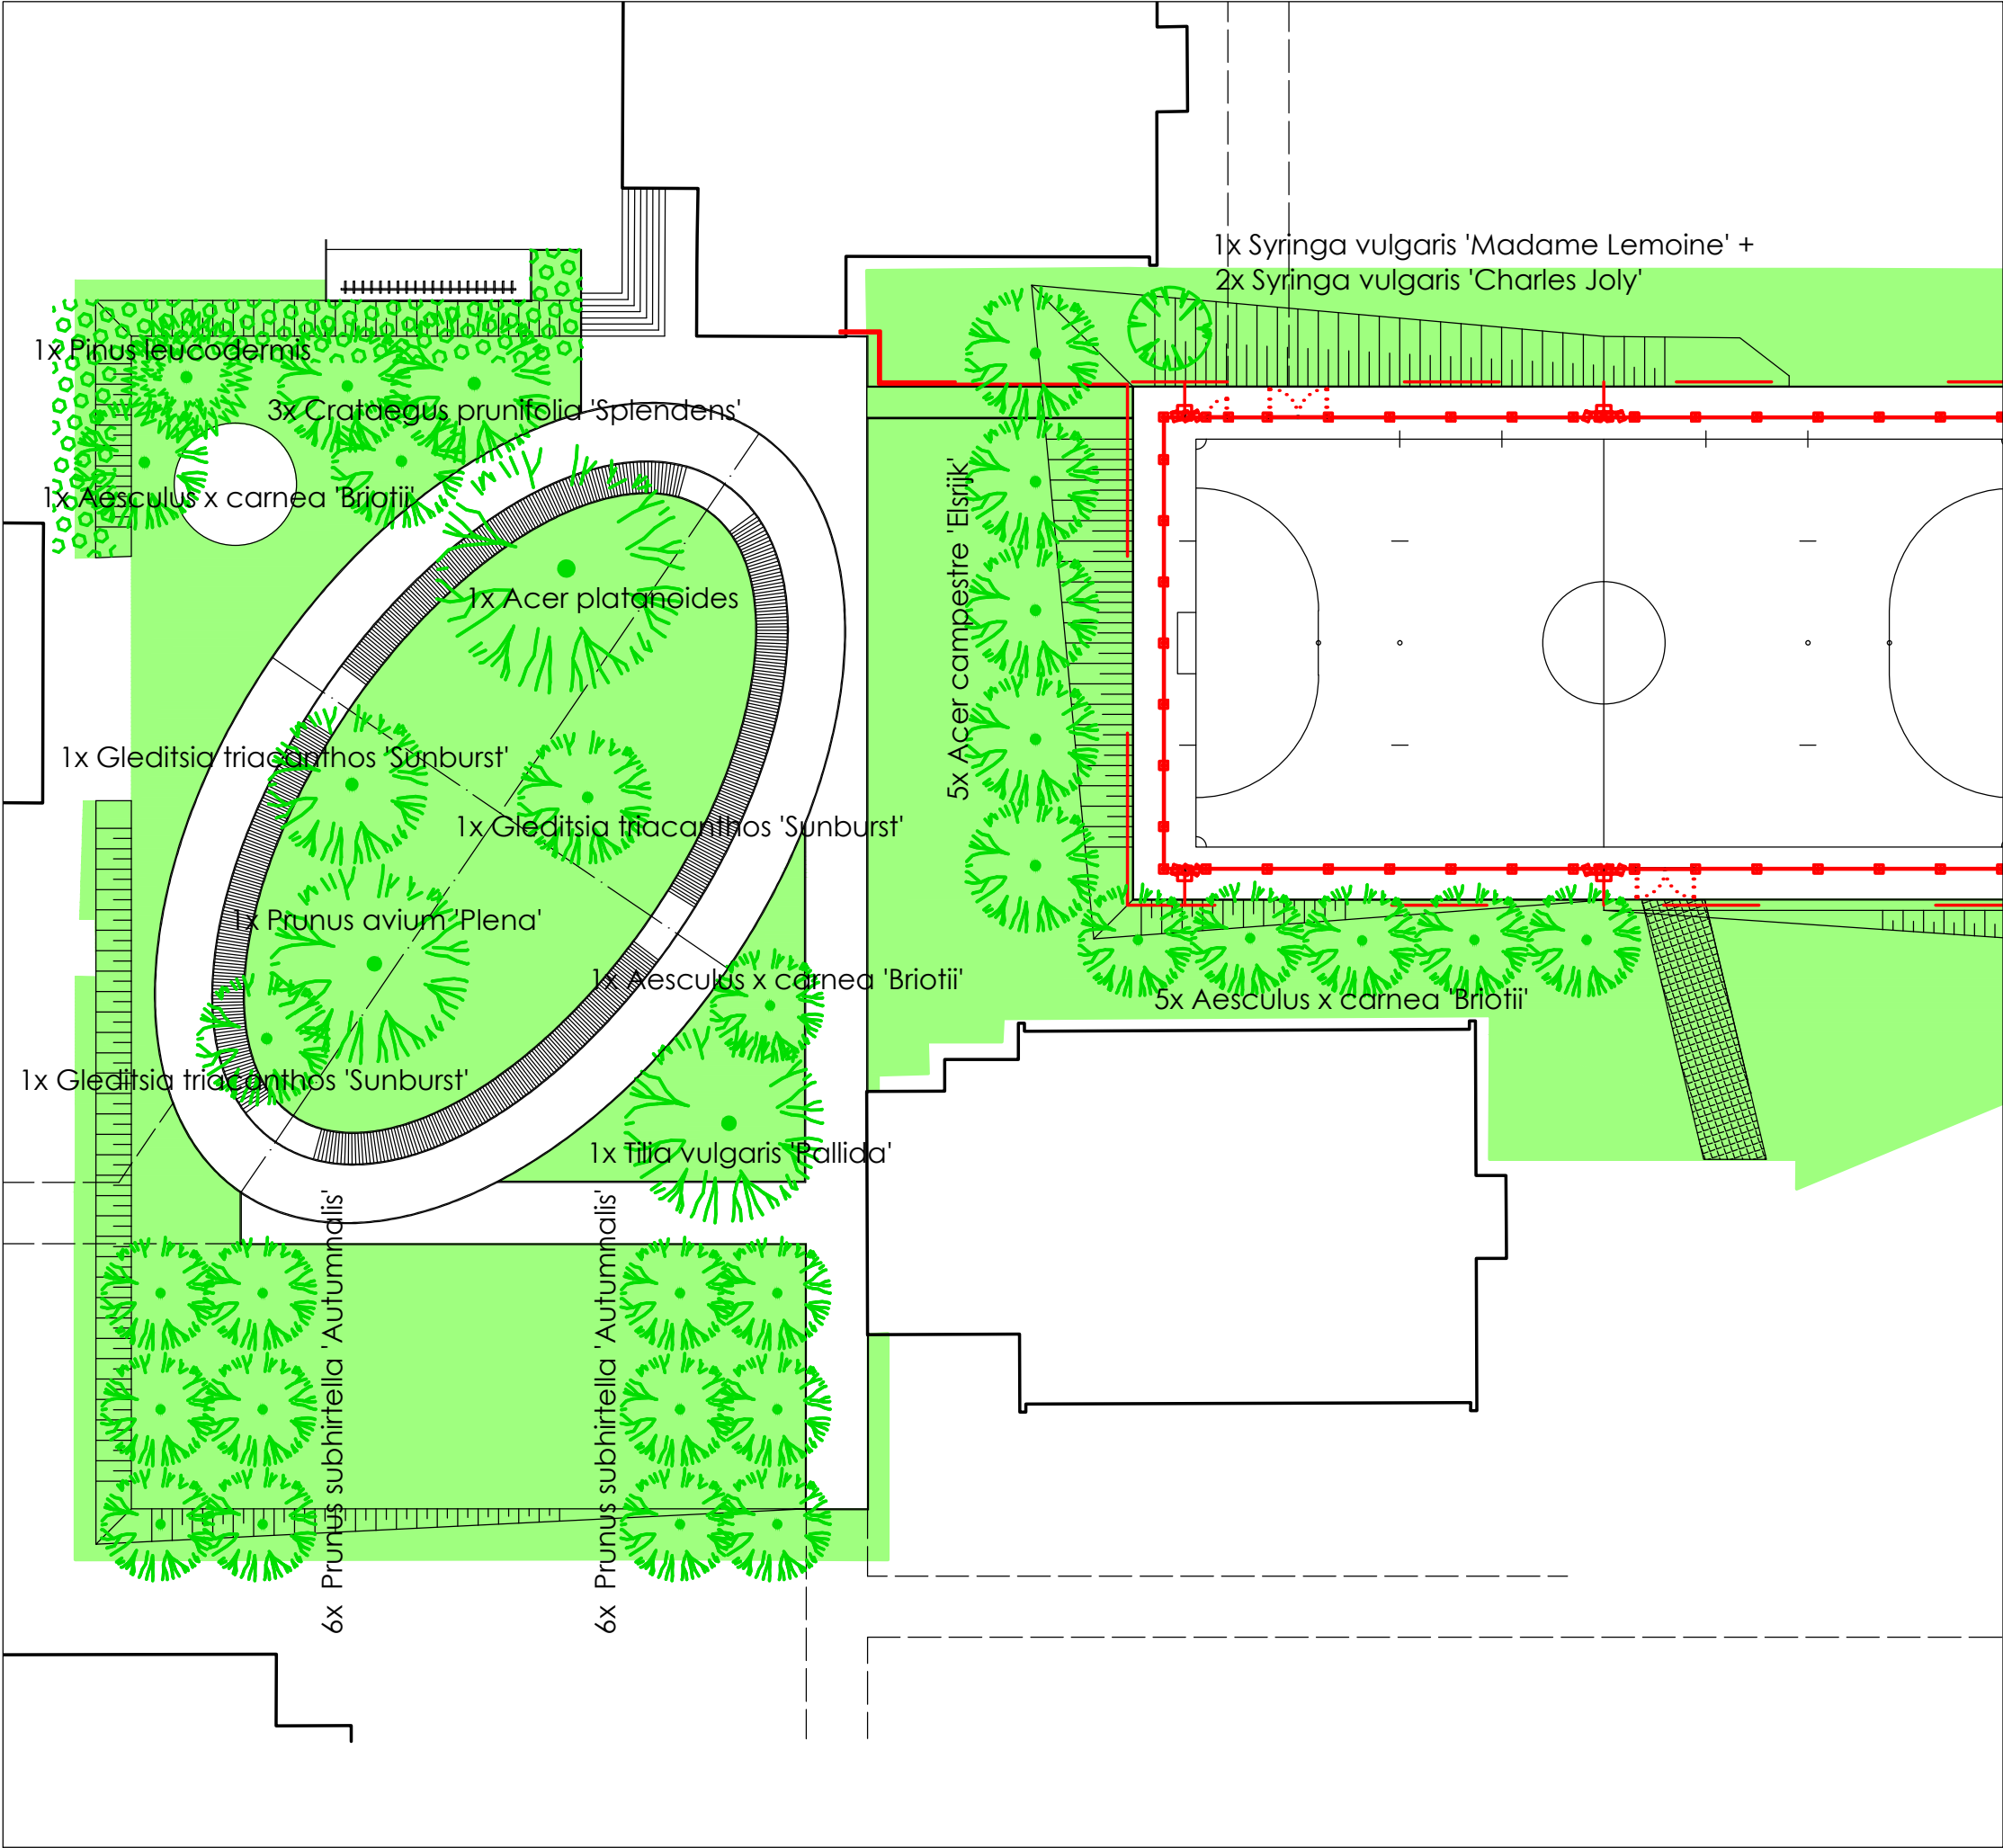 1x Syringa vulgaris 'Madame Lemoine' +
2x Syringa vulgaris 'Charles Joly'
1x Pinus leucodermis
3x Crataegus prunifolia 'Splendens'
1x Aesculus x carnea 'Briotii'
1x Acer platanoides
5x Acer campestre 'Elsrijk'
1x Gleditsia triacanthos 'Sunburst'
1x Gleditsia triacanthos 'Sunburst'
1x Prunus avium 'Plena'
1x Aesculus x carnea 'Briotii'
5x Aesculus x carnea 'Briotii'
1x Gleditsia triacanthos 'Sunburst'
1x Tilia vulgaris 'Pallida'
6x Prunus subhirtella 'Autumnalis'
6x Prunus subhirtella 'Autumnalis'